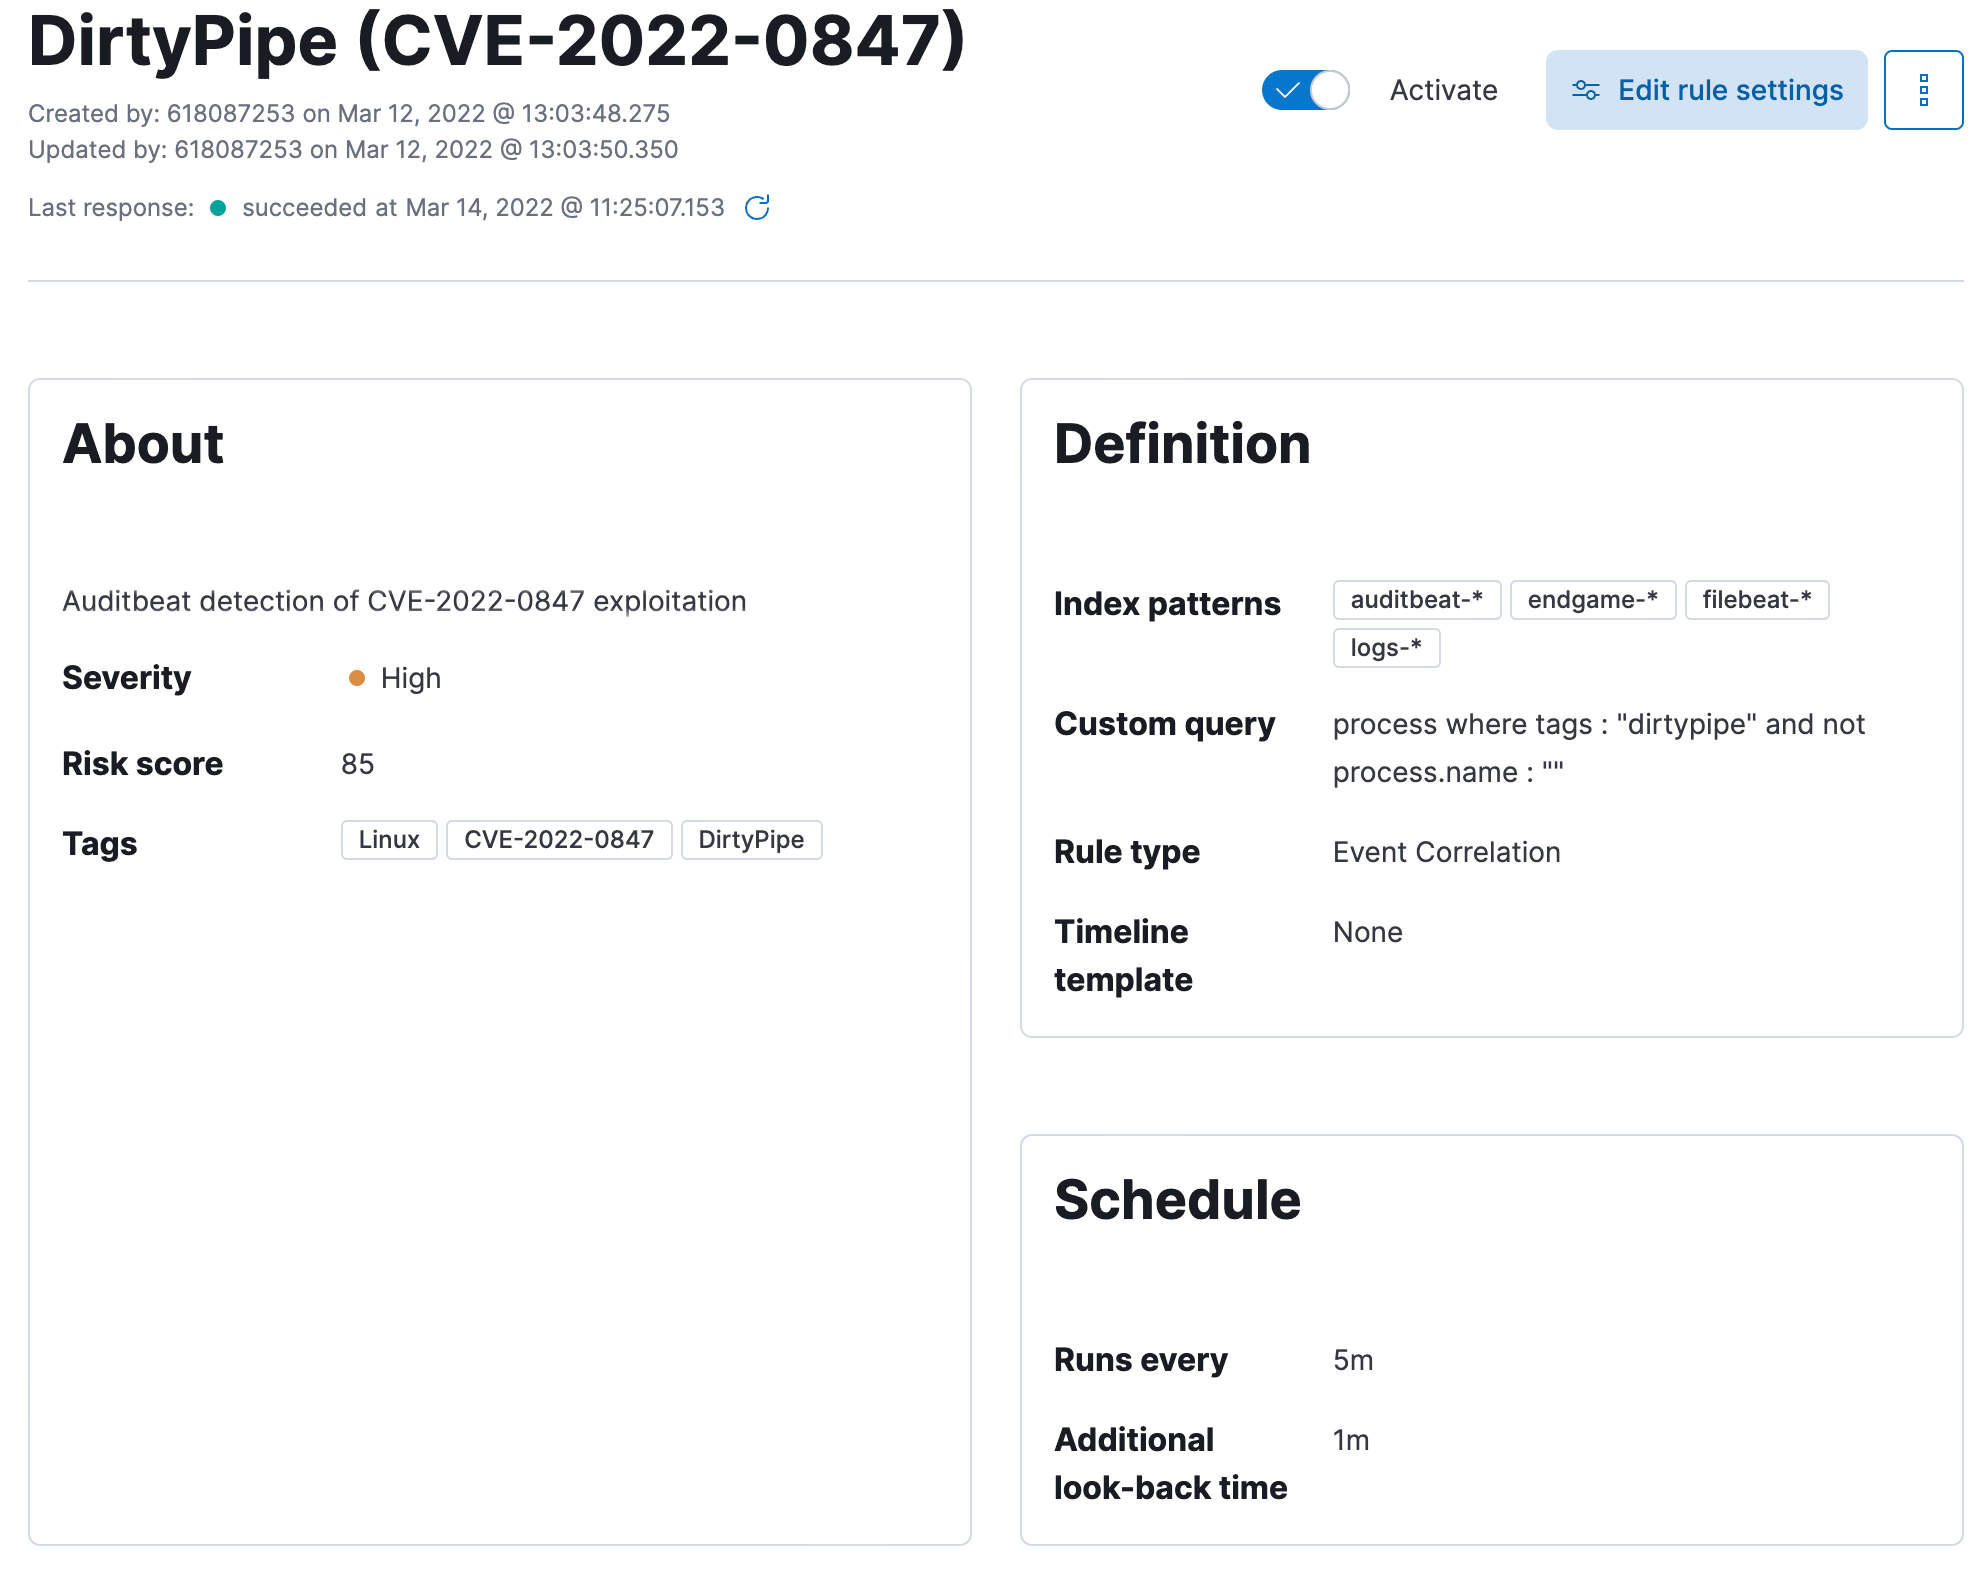 DirtyPipe (CVE-2022-0847)
Created by: 618087253 on Mar 12, 2022 @ 13:03:48.275
Updated by: 618087253 on Mar 12, 2022 @ 13:03:50.350
Last response: succeeded at Mar 14, 2022 @ 11:25:07.153
Activate
Edit rule settings
About
Auditbeat detection of CVE-2022-0847 exploitation
Severity High
Risk score 85
Tags Linux CVE-2022-0847 DirtyPipe
Definition
Index patterns auditbeat-* endgame-* filebeat-*
logs-*
Custom query process where tags : "dirtypipe" and not
process.name : ""
Rule type Event Correlation
Timeline None
template
Schedule
Runs every 5m
Additional 1m
look-back time